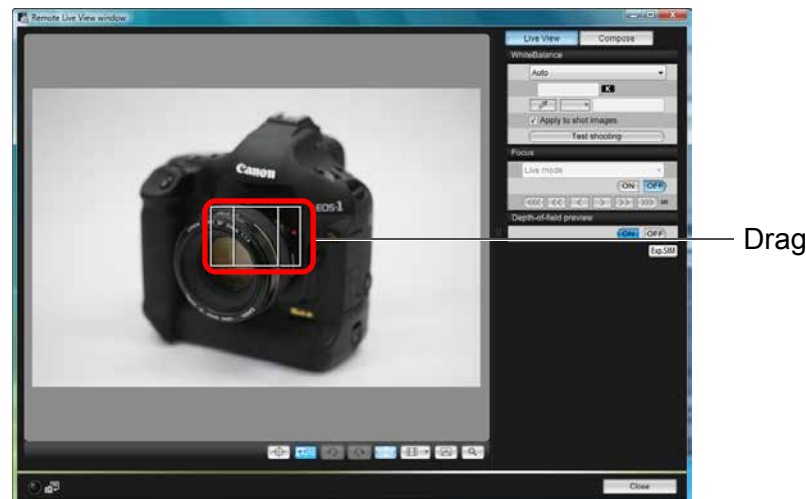 Remote Live View window
Live View Compose
WhiteBalance
Auto
K
Apply to shot images
Test shooting
Focus
Live mode
ON OFF
Depth-of-field preview
ON OFF
Exp.SIM
Canon
EOS-1
Drag
Close